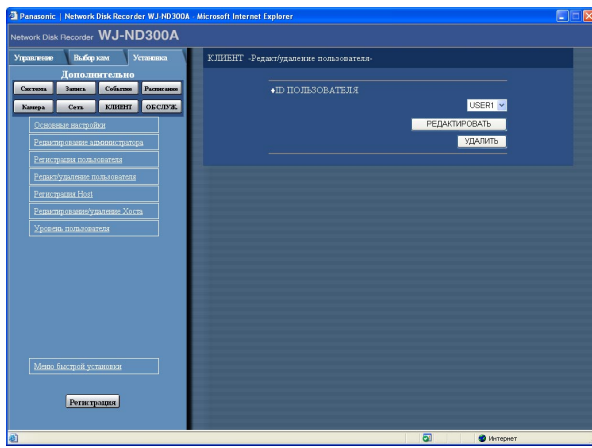 Panasonic | Network Disk Recorder WJ-ND300A - Microsoft Internet Explorer
Network Disk Recorder WJ-ND300A
Управление Выбор кам Установка
Дополнительно
Система Запись События Расписание
Камера Сеть КЛИЕНТ ОБСЛУЖ.
Основные настройки
Редактирование администратора
Регистрация пользователя
Редакт/удаление пользователя
Регистрация Host
Редактирование/удаление Хоста
Уровень пользователя
Меню быстрой установки
Регистрация
КЛИЕНТ -Редакт/удаление пользователя-
♦ID ПОЛЬЗОВАТЕЛЯ
USER1
РЕДАКТИРОВАТЬ
УДАЛИТЬ
Интернет